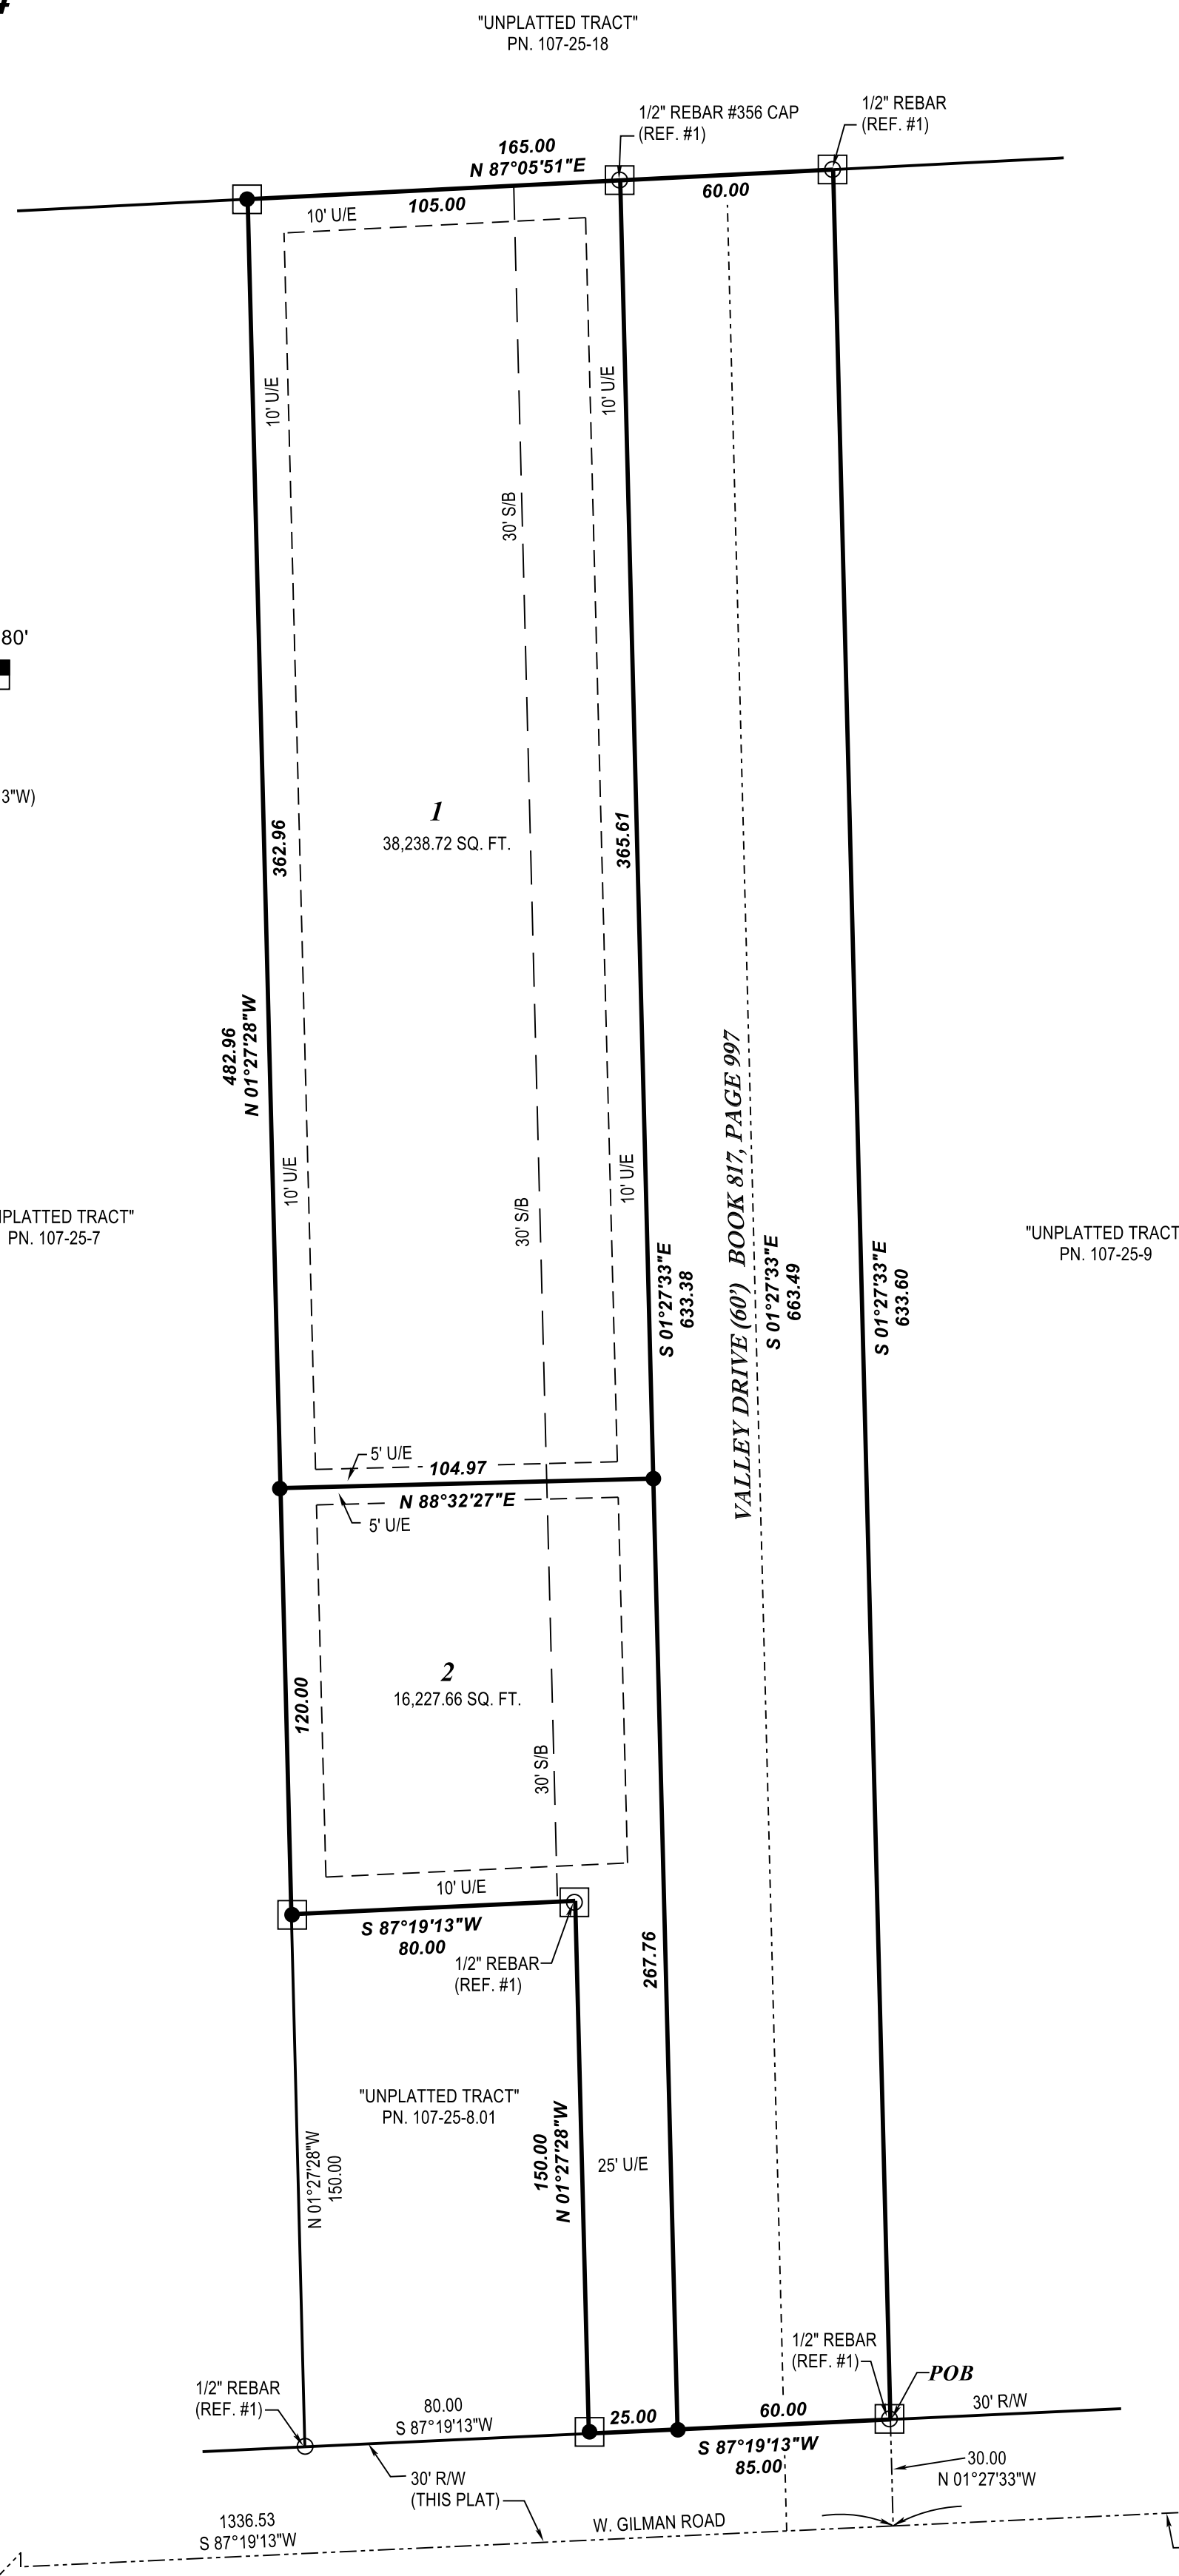 "UNPLATTED TRACT"
PN. 107-25-18
1/2" REBAR #356 CAP
(REF. #1)
1/2" REBAR
(REF. #1)
165.00
N 87°05'51"E
105.00
60.00
10' U/E
10' U/E
10' U/E
30' S/B
80'
3"W)
1
38,238.72 SQ. FT.
362.96
365.61
482.96
N 01°27'28"W
10' U/E
10' U/E
30' S/B
VALLEY DRIVE (60') BOOK 817, PAGE 997
"UNPLATTED TRACT"
PN. 107-25-7
S 01°27'33"E
633.38
S 01°27'33"E
663.49
S 01°27'33"E
633.60
"UNPLATTED TRACT
PN. 107-25-9
5' U/E
104.97
N 88°32'27"E
5' U/E
2
16,227.66 SQ. FT.
120.00
30' S/B
10' U/E
S 87°19'13"W
80.00
1/2" REBAR
(REF. #1)
267.76
"UNPLATTED TRACT"
PN. 107-25-8.01
N 01°27'28"W
150.00
150.00
N 01°27'28"W
25' U/E
1/2" REBAR
(REF. #1)
POB
1/2" REBAR
(REF. #1)
80.00
S 87°19'13"W
25.00
60.00
30' R/W
S 87°19'13"W
85.00
30' R/W
(THIS PLAT)
30.00
N 01°27'33"W
1336.53
S 87°19'13"W
W. GILMAN ROAD
1